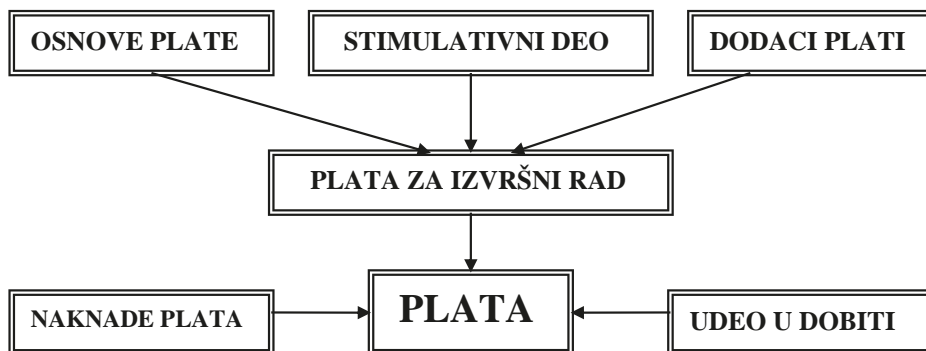 OSNOVE PLATE
STIMULATIVNI DEO
DODACI PLATI
PLATA ZA IZVRŠNI RAD
NAKNADE PLATA
PLATA
UDEO U DOBITI